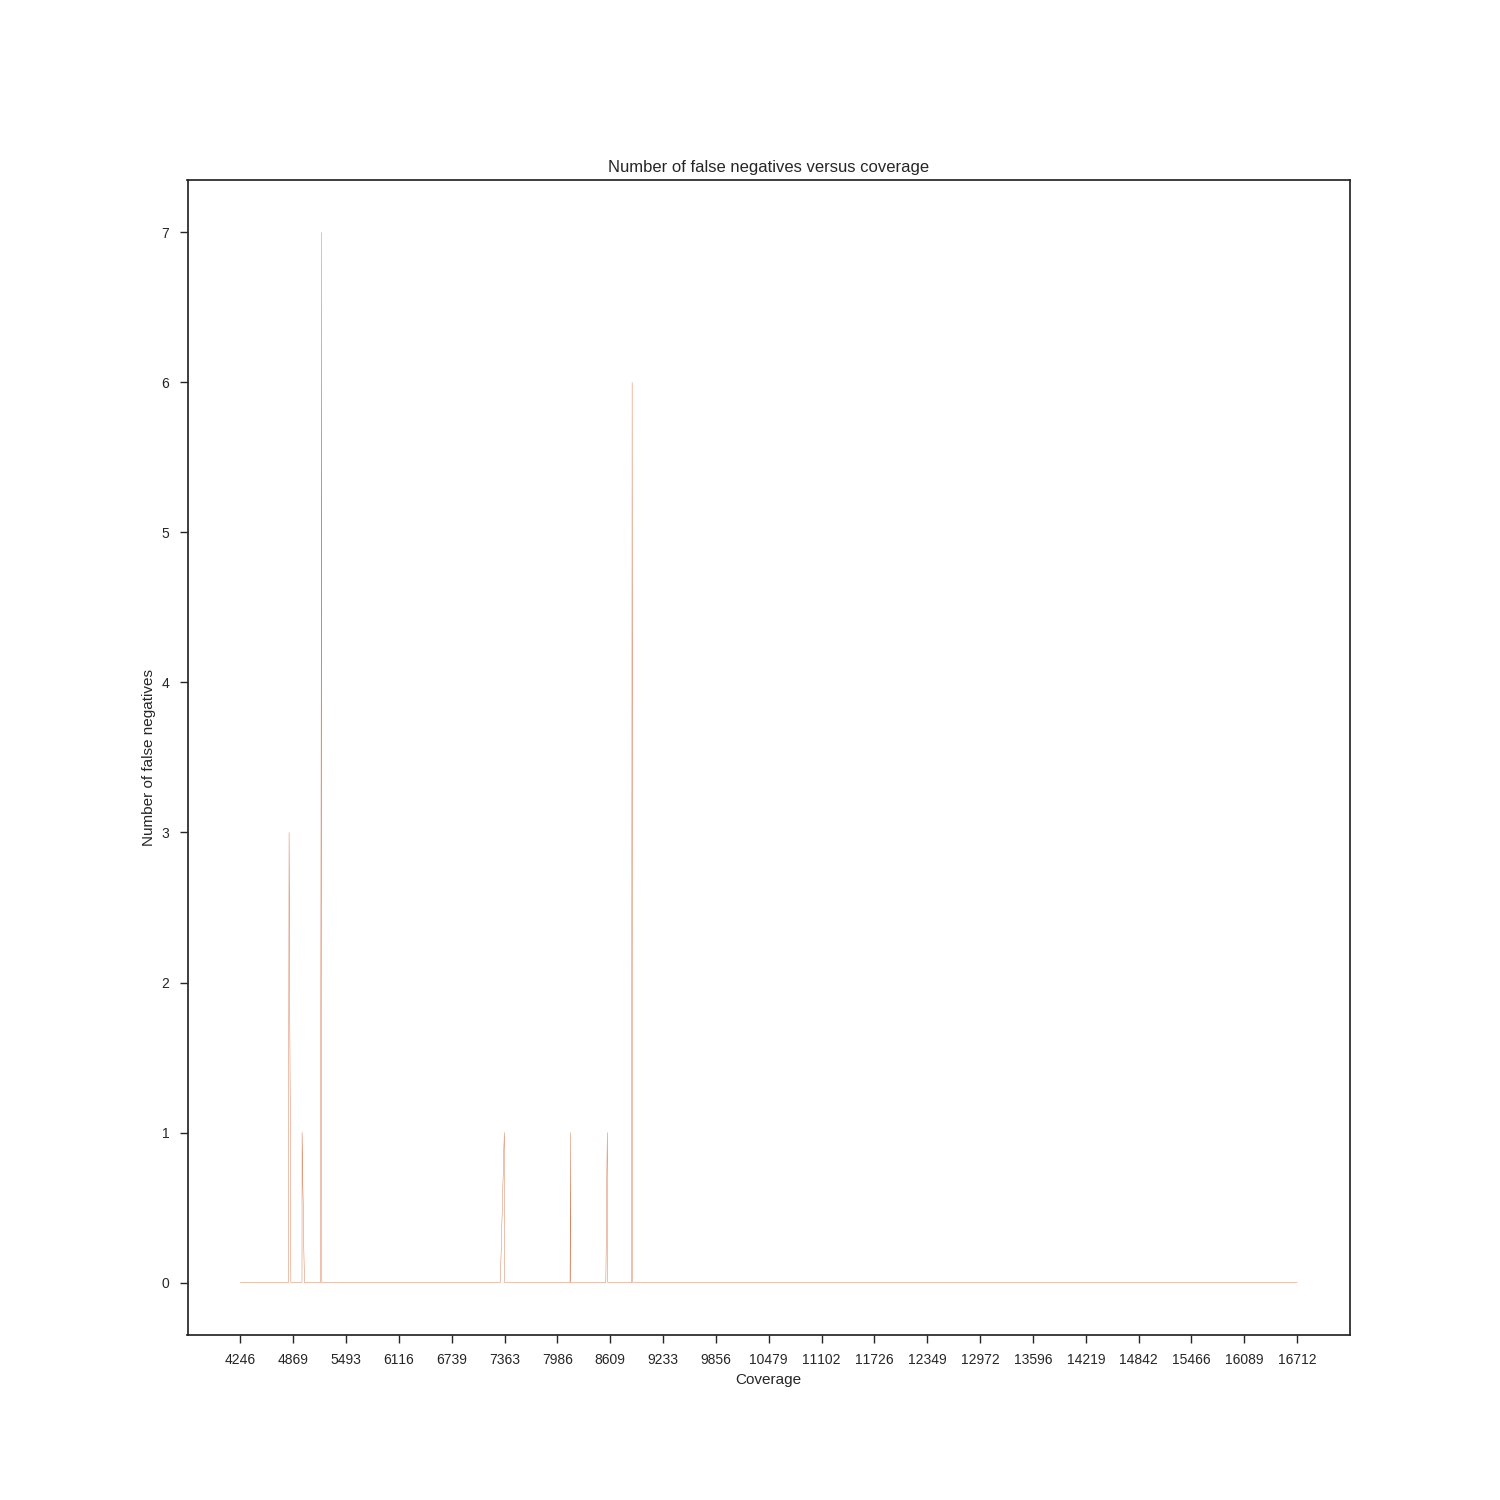 Number of false negatives versus coverage
7
6
5
4
3
2
1
0
Number of false negatives
4246 4869 5493 6116 6739 7363 7986 8609 9233 9856 10479 11102 11726 12349 12972 13596 14219 14842 15466 16089 16712
Coverage